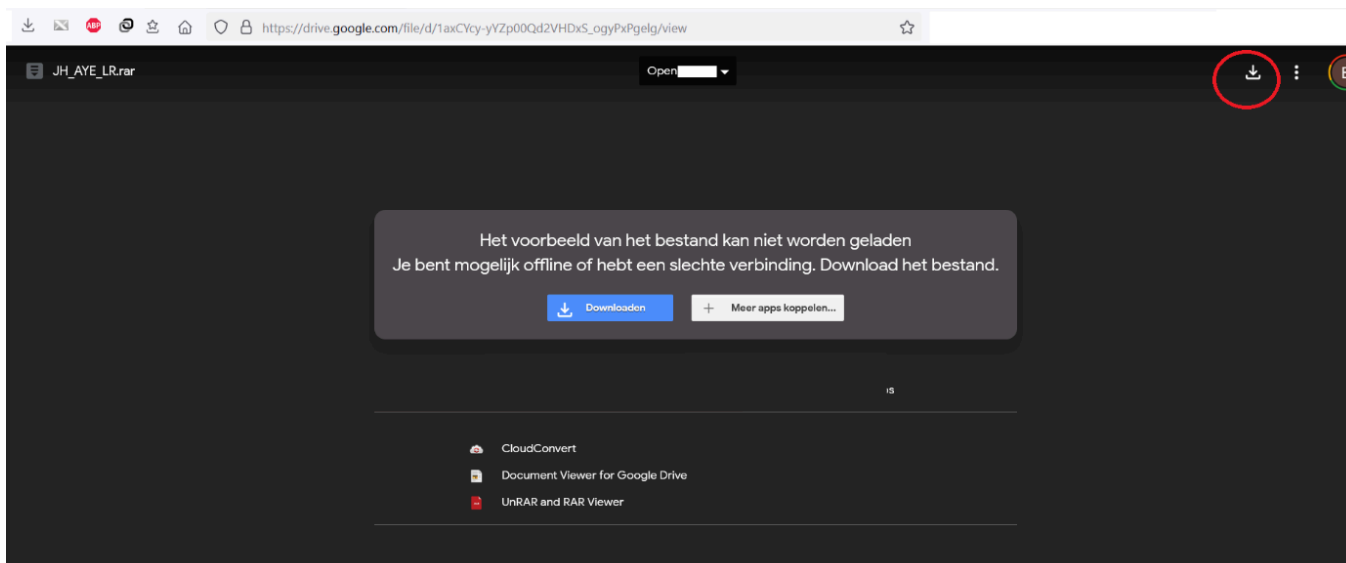 ABP
https://drive.google.com/file/d/1axCYcy-yYZp00Qd2VHDxS_ogyPxPgelg/view
JH_AYE_LR.rar
Open
E
Het voorbeeld van het bestand kan niet worden geladen
Je bent mogelijk offline of hebt een slechte verbinding. Download het bestand.
Downloaden
Meer apps koppelen...
CloudConvert
Document Viewer for Google Drive
UnRAR and RAR Viewer